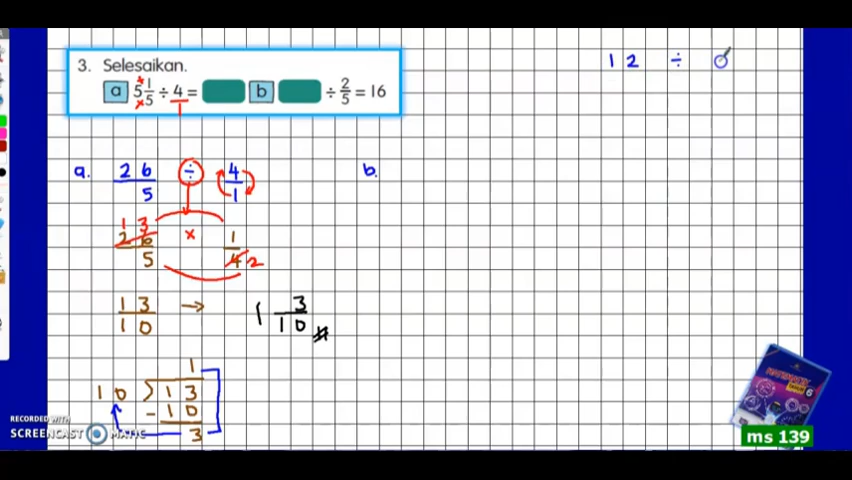 3. Selesaikan.
a 5 1/5 ÷ 4/1 = b ÷ 2/5 = 16
12 ÷
a. 26/5 ÷ 4/1
b.
13
26/5 × 1/4 2
13/10 → 1 3/10
1
10 ) 13
- 10
3
RECORDED WITH
SCREENCAST MATIC
ms 139